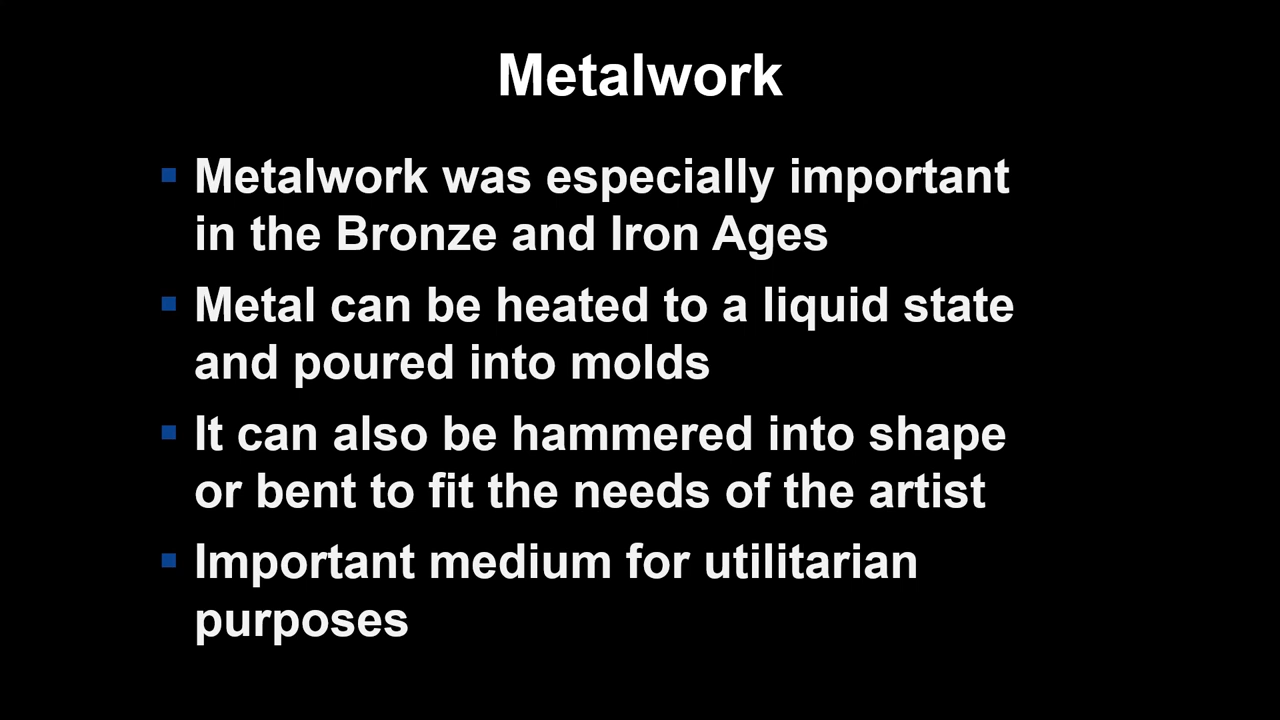 Metalwork
▪ Metalwork was especially important
in the Bronze and Iron Ages
▪ Metal can be heated to a liquid state
and poured into molds
▪ It can also be hammered into shape
or bent to fit the needs of the artist
▪ Important medium for utilitarian
purposes